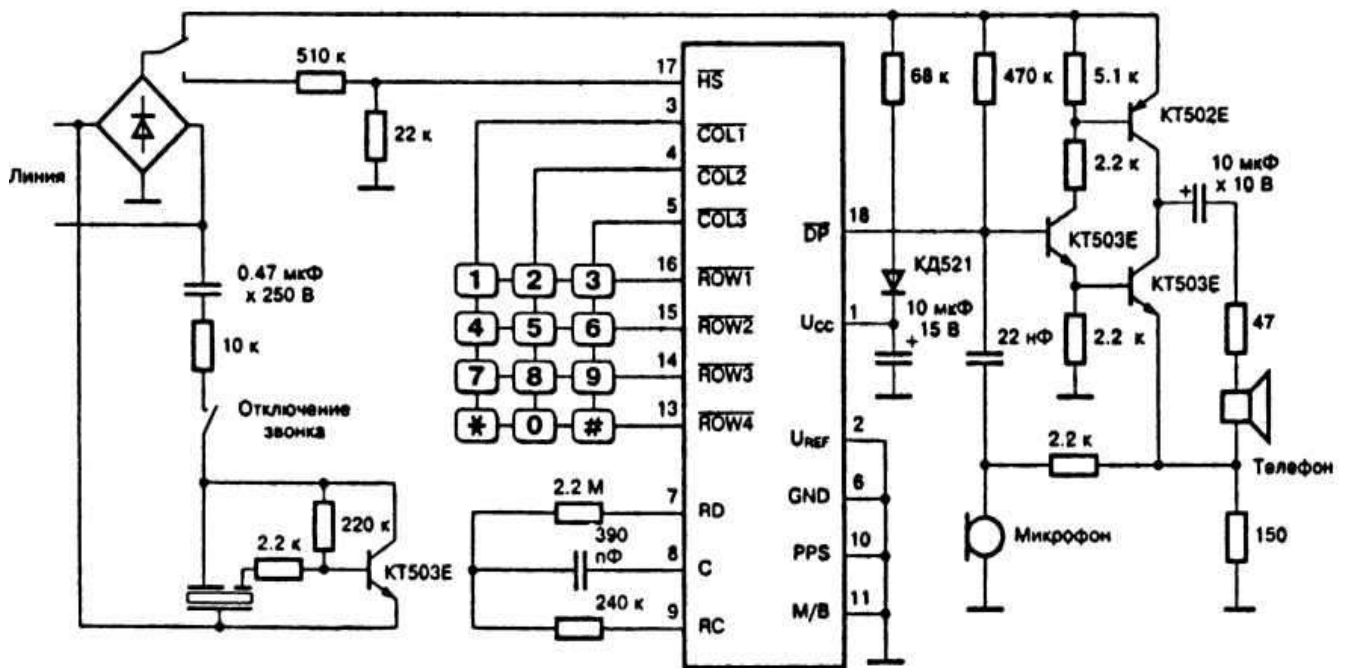 Линия
510 к
22 к
0.47 мкФ
х 250 В
10 к
Отключение
звонка
220 к
2.2 к
КТ503Е
17
HS
3
COL1
4
COL2
5
COL3
16
ROW1
15
ROW2
14
ROW3
13
ROW4
1 2 3
4 5 6
7 8 9
* 0 #
2.2 М
7
RD
390
пФ
8
C
240 к
9
RC
18
DP
1
UCC
2
UREF
6
GND
10
PPS
11
M/B
68 к
470 к
5.1 к
КТ502Е
2.2 к
10 мкФ
х 10 В
+
КТ503Е
КТ503Е
КД521
10 мкФ
15 В
+
22 нФ
2.2 к
47
2.2 к
Телефон
Микрофон
150